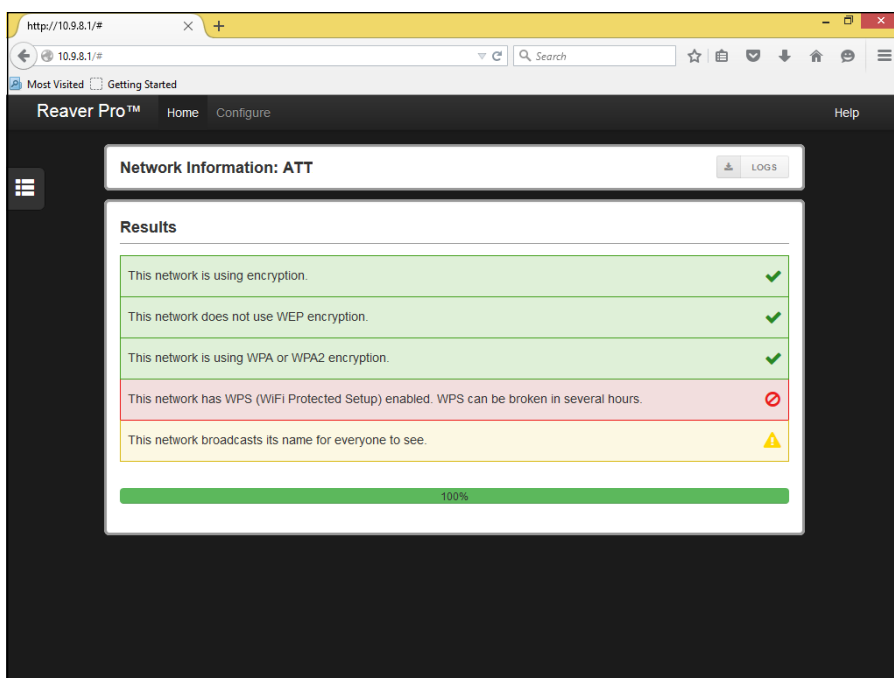 http://10.9.8.1/#
10.9.8.1/#
Search
Most Visited Getting Started
Reaver Pro™ Home Configure Help
Network Information: ATT LOGS
Results
This network is using encryption.
This network does not use WEP encryption.
This network is using WPA or WPA2 encryption.
This network has WPS (WiFi Protected Setup) enabled. WPS can be broken in several hours.
This network broadcasts its name for everyone to see.
100%